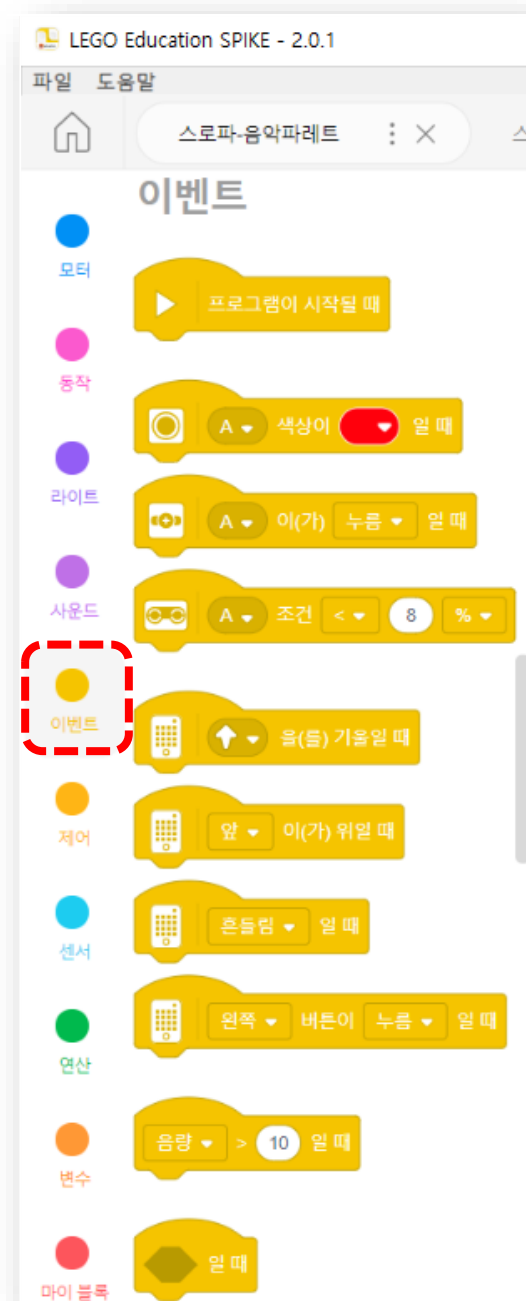 LEGO Education SPIKE - 2.0.1
파일 도움말
스로파-음악파레트
이벤트
모터
프로그램이 시작될 때
동작
A 색상이 일 때
라이트
A 이(가) 누름 일 때
사운드
A 조건 < 8 %
이벤트
을(를) 기울일 때
제어
앞 이(가) 위일 때
센서
흔들림 일 때
연산
왼쪽 버튼이 누름 일 때
변수
음량 > 10 일 때
마이 블록
일 때